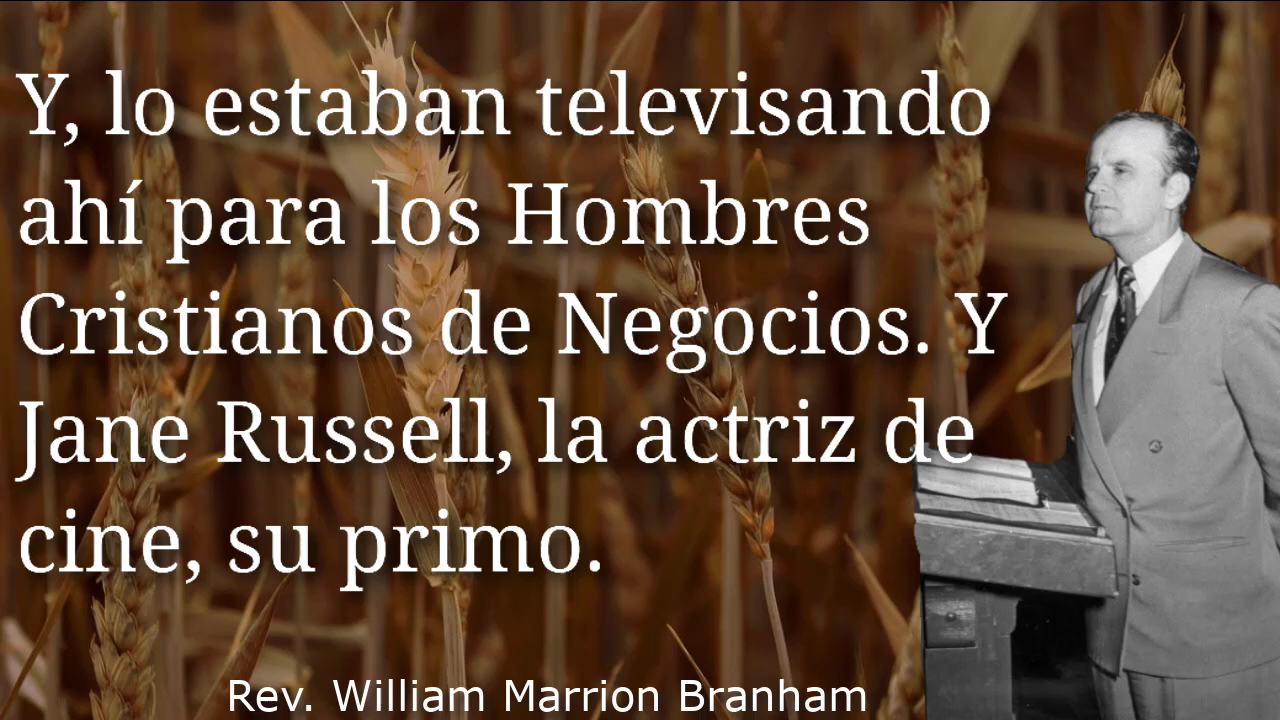 Y, lo estaban televisando
ahí para los Hombres
Cristianos de Negocios. Y
Jane Russell, la actriz de
cine, su primo.
Rev. William Marrion Branham